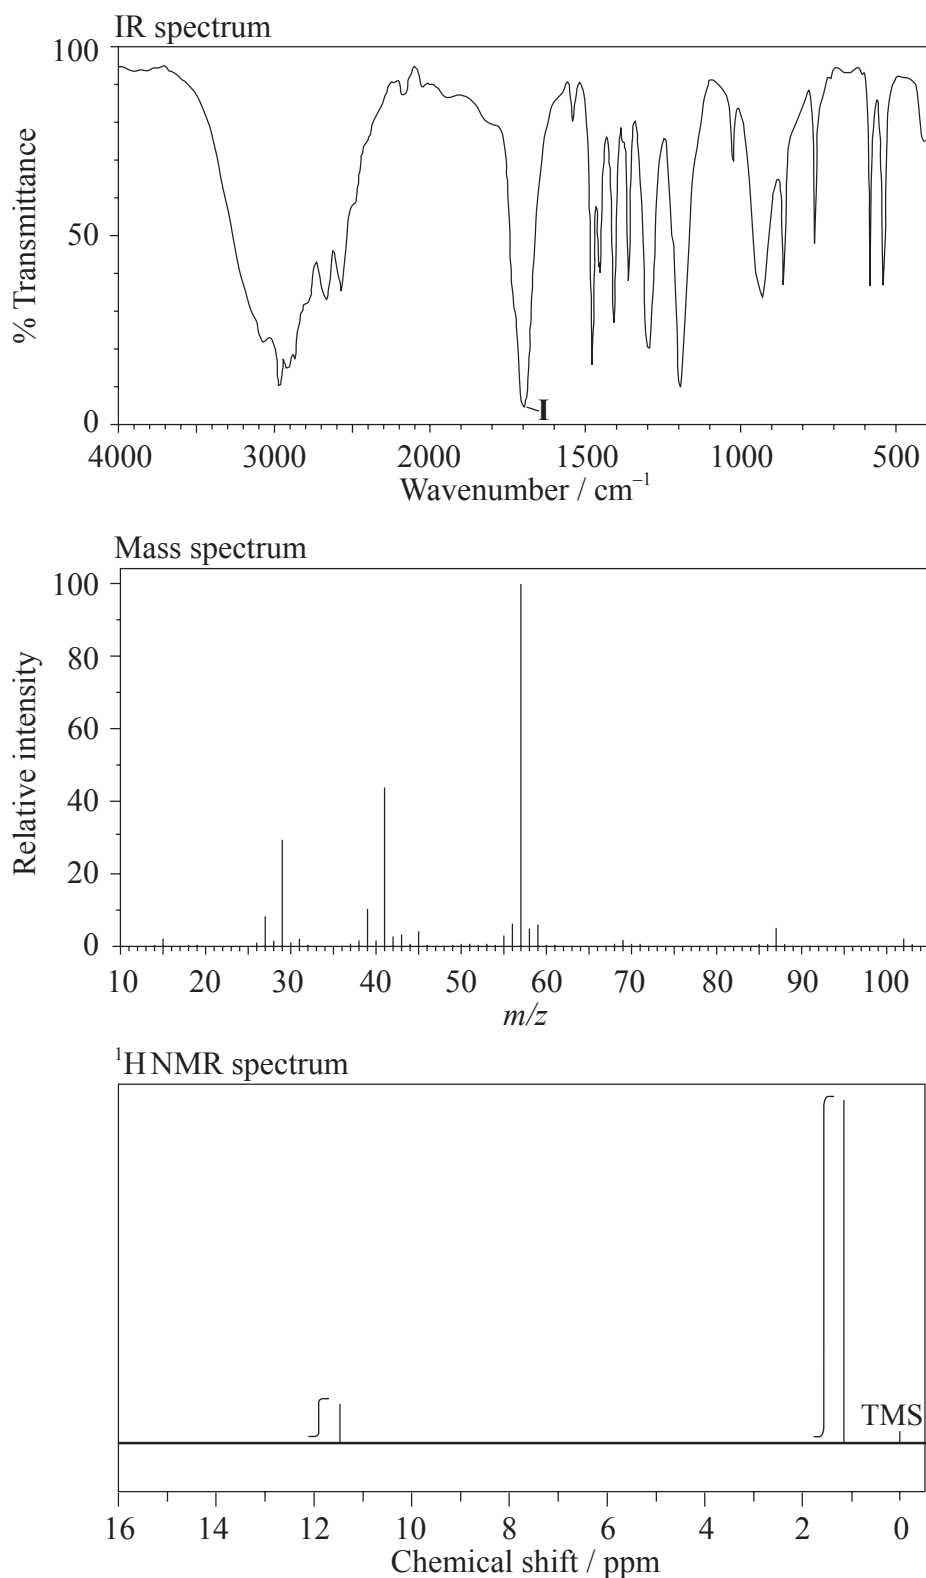 IR spectrum
100
50
0
% Transmittance
I
4000 3000 2000 1500 1000 500
Wavenumber / cm⁻¹
Mass spectrum
100
80
60
40
20
0
Relative intensity
10 20 30 40 50 60 70 80 90 100
m/z
¹H NMR spectrum
TMS
16 14 12 10 8 6 4 2 0
Chemical shift / ppm